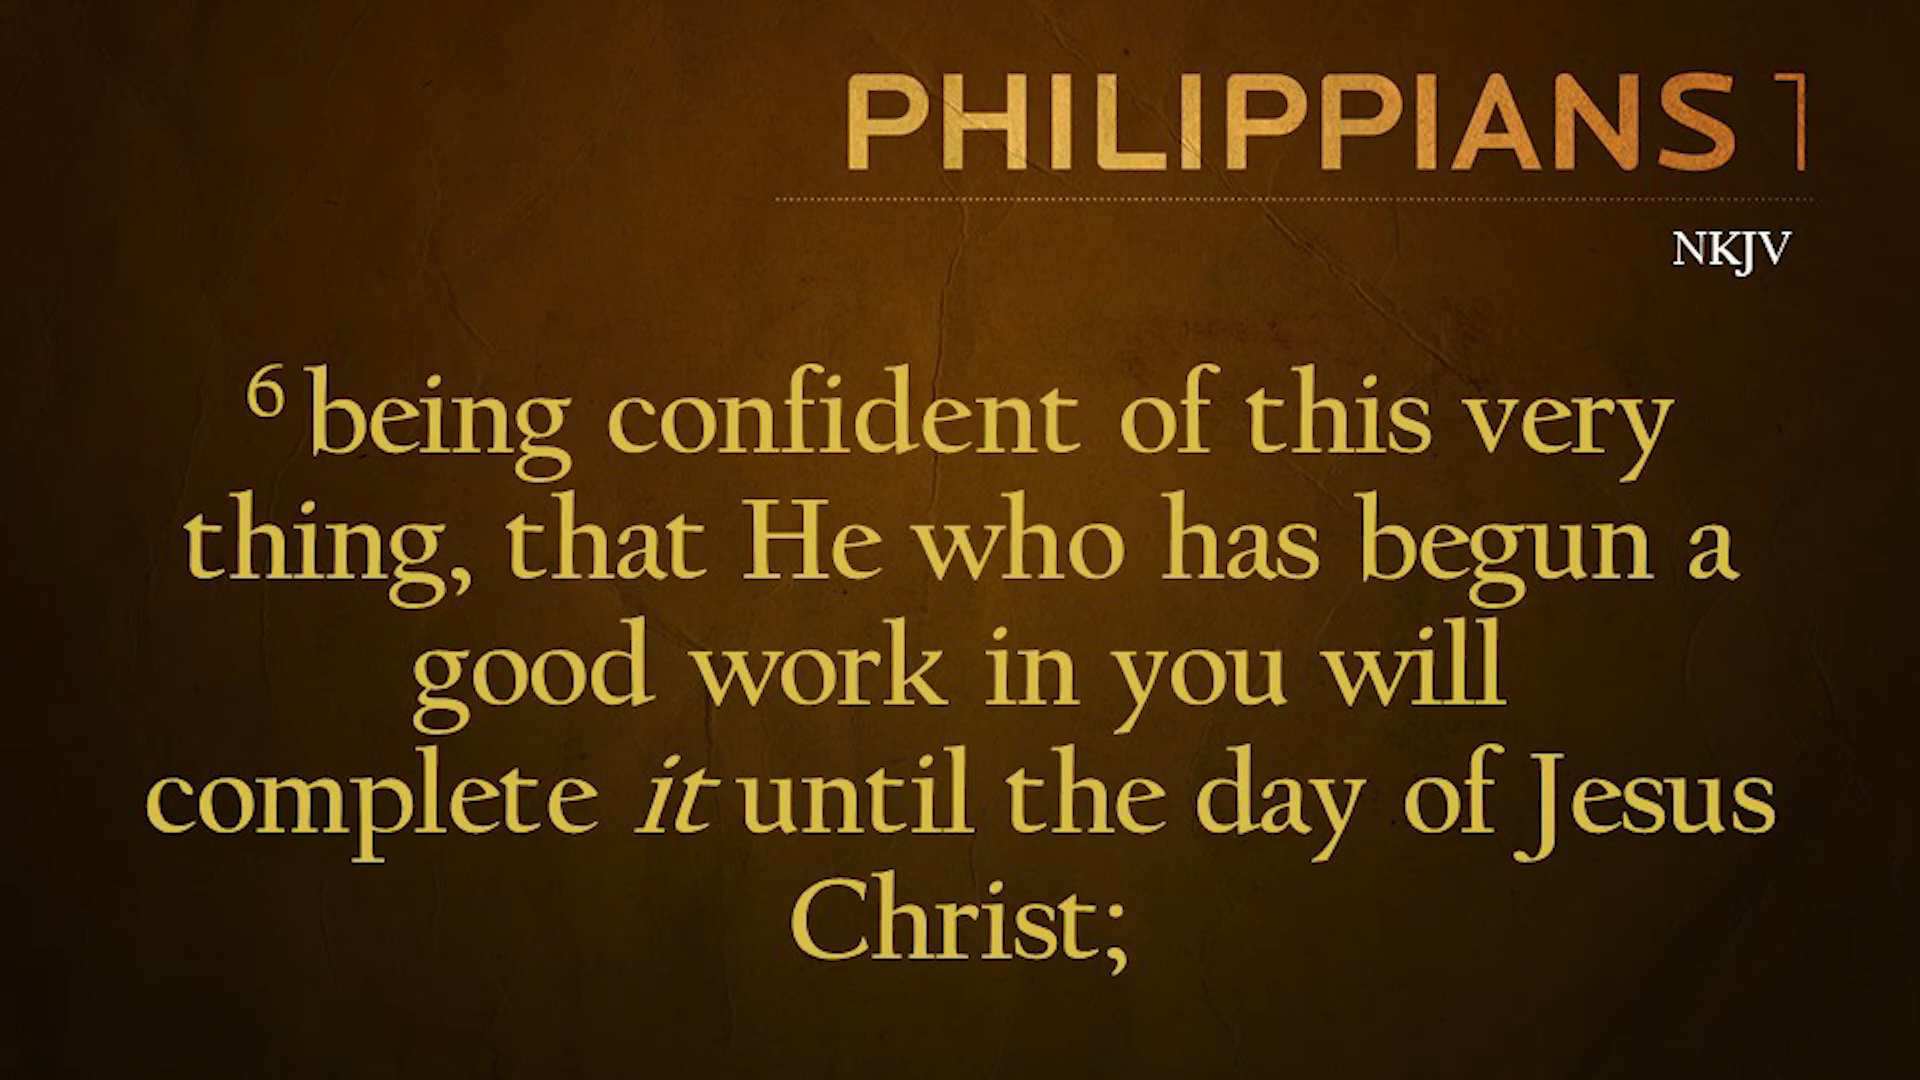 PHILIPPIANS 1
NKJV
6 being confident of this very
thing, that He who has begun a
good work in you will
complete it until the day of Jesus
Christ;